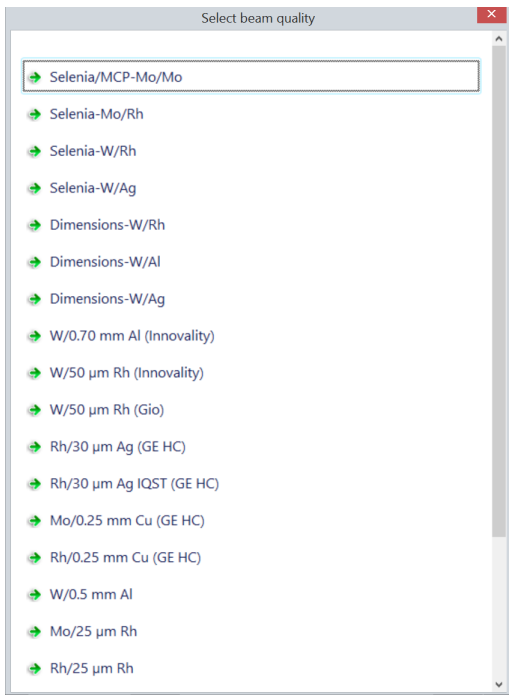 Select beam quality
Selenia/MCP-Mo/Mo
Selenia-Mo/Rh
Selenia-W/Rh
Selenia-W/Ag
Dimensions-W/Rh
Dimensions-W/Al
Dimensions-W/Ag
W/0.70 mm Al (Innovality)
W/50 μm Rh (Innovality)
W/50 μm Rh (Gio)
Rh/30 μm Ag (GE HC)
Rh/30 μm Ag IQST (GE HC)
Mo/0.25 mm Cu (GE HC)
Rh/0.25 mm Cu (GE HC)
W/0.5 mm Al
Mo/25 μm Rh
Rh/25 μm Rh